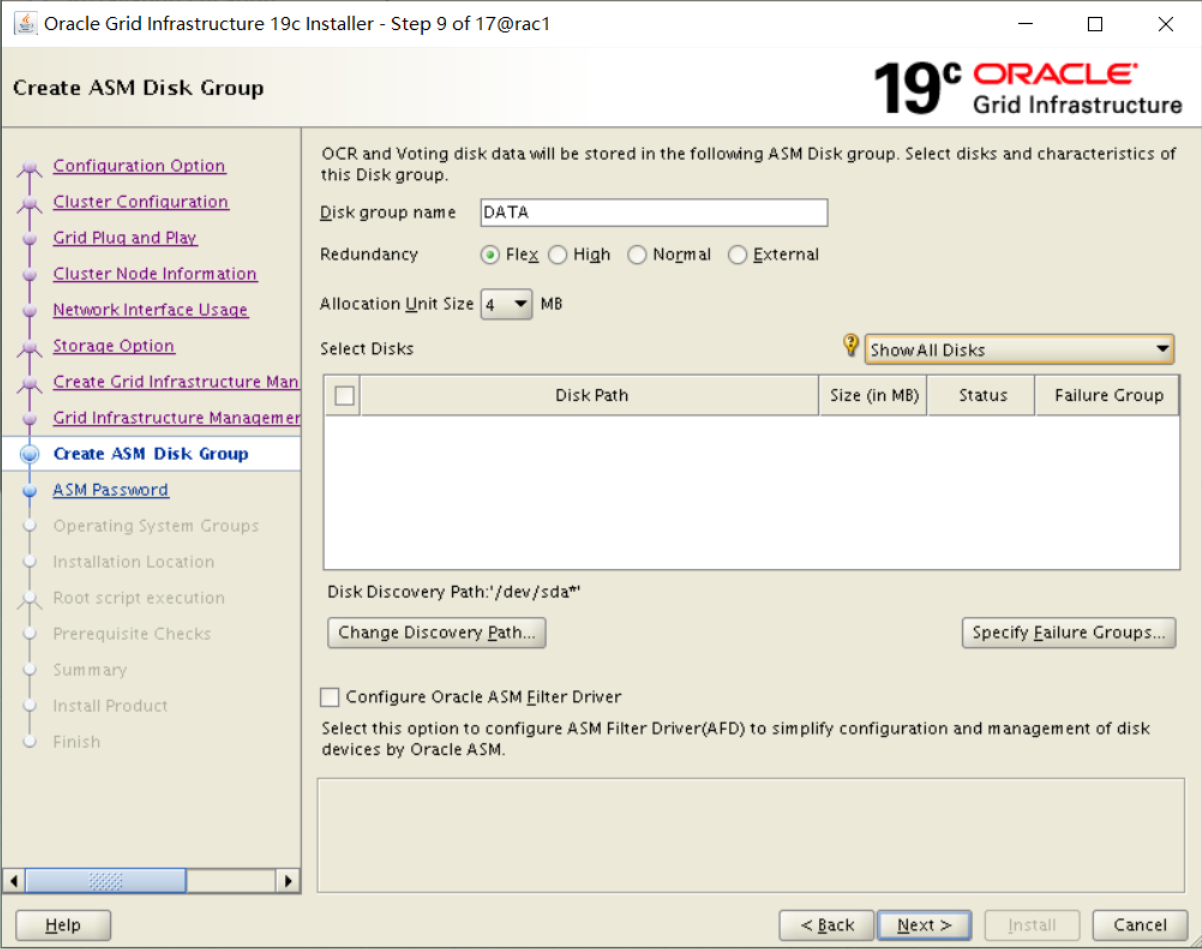 Oracle Grid Infrastructure 19c Installer - Step 9 of 17@rac1
Create ASM Disk Group
19c ORACLE
Grid Infrastructure
Configuration Option
Cluster Configuration
Grid Plug and Play
Cluster Node Information
Network Interface Usage
Storage Option
Create Grid Infrastructure Man
Grid Infrastructure Managemer
Create ASM Disk Group
ASM Password
Operating System Groups
Installation Location
Root script execution
Prerequisite Checks
Summary
Install Product
Finish
OCR and Voting disk data will be stored in the following ASM Disk group. Select disks and characteristics of
this Disk group.
Disk group name DATA
Redundancy Flex High Normal External
Allocation Unit Size 4 MB
Select Disks Show All Disks
Disk Path Size (in MB) Status Failure Group
Disk Discovery Path:'/dev/sda*'
Change Discovery Path... Specify Failure Groups...
Configure Oracle ASM Filter Driver
Select this option to configure ASM Filter Driver(AFD) to simplify configuration and management of disk
devices by Oracle ASM.
Help < Back Next > Install Cancel